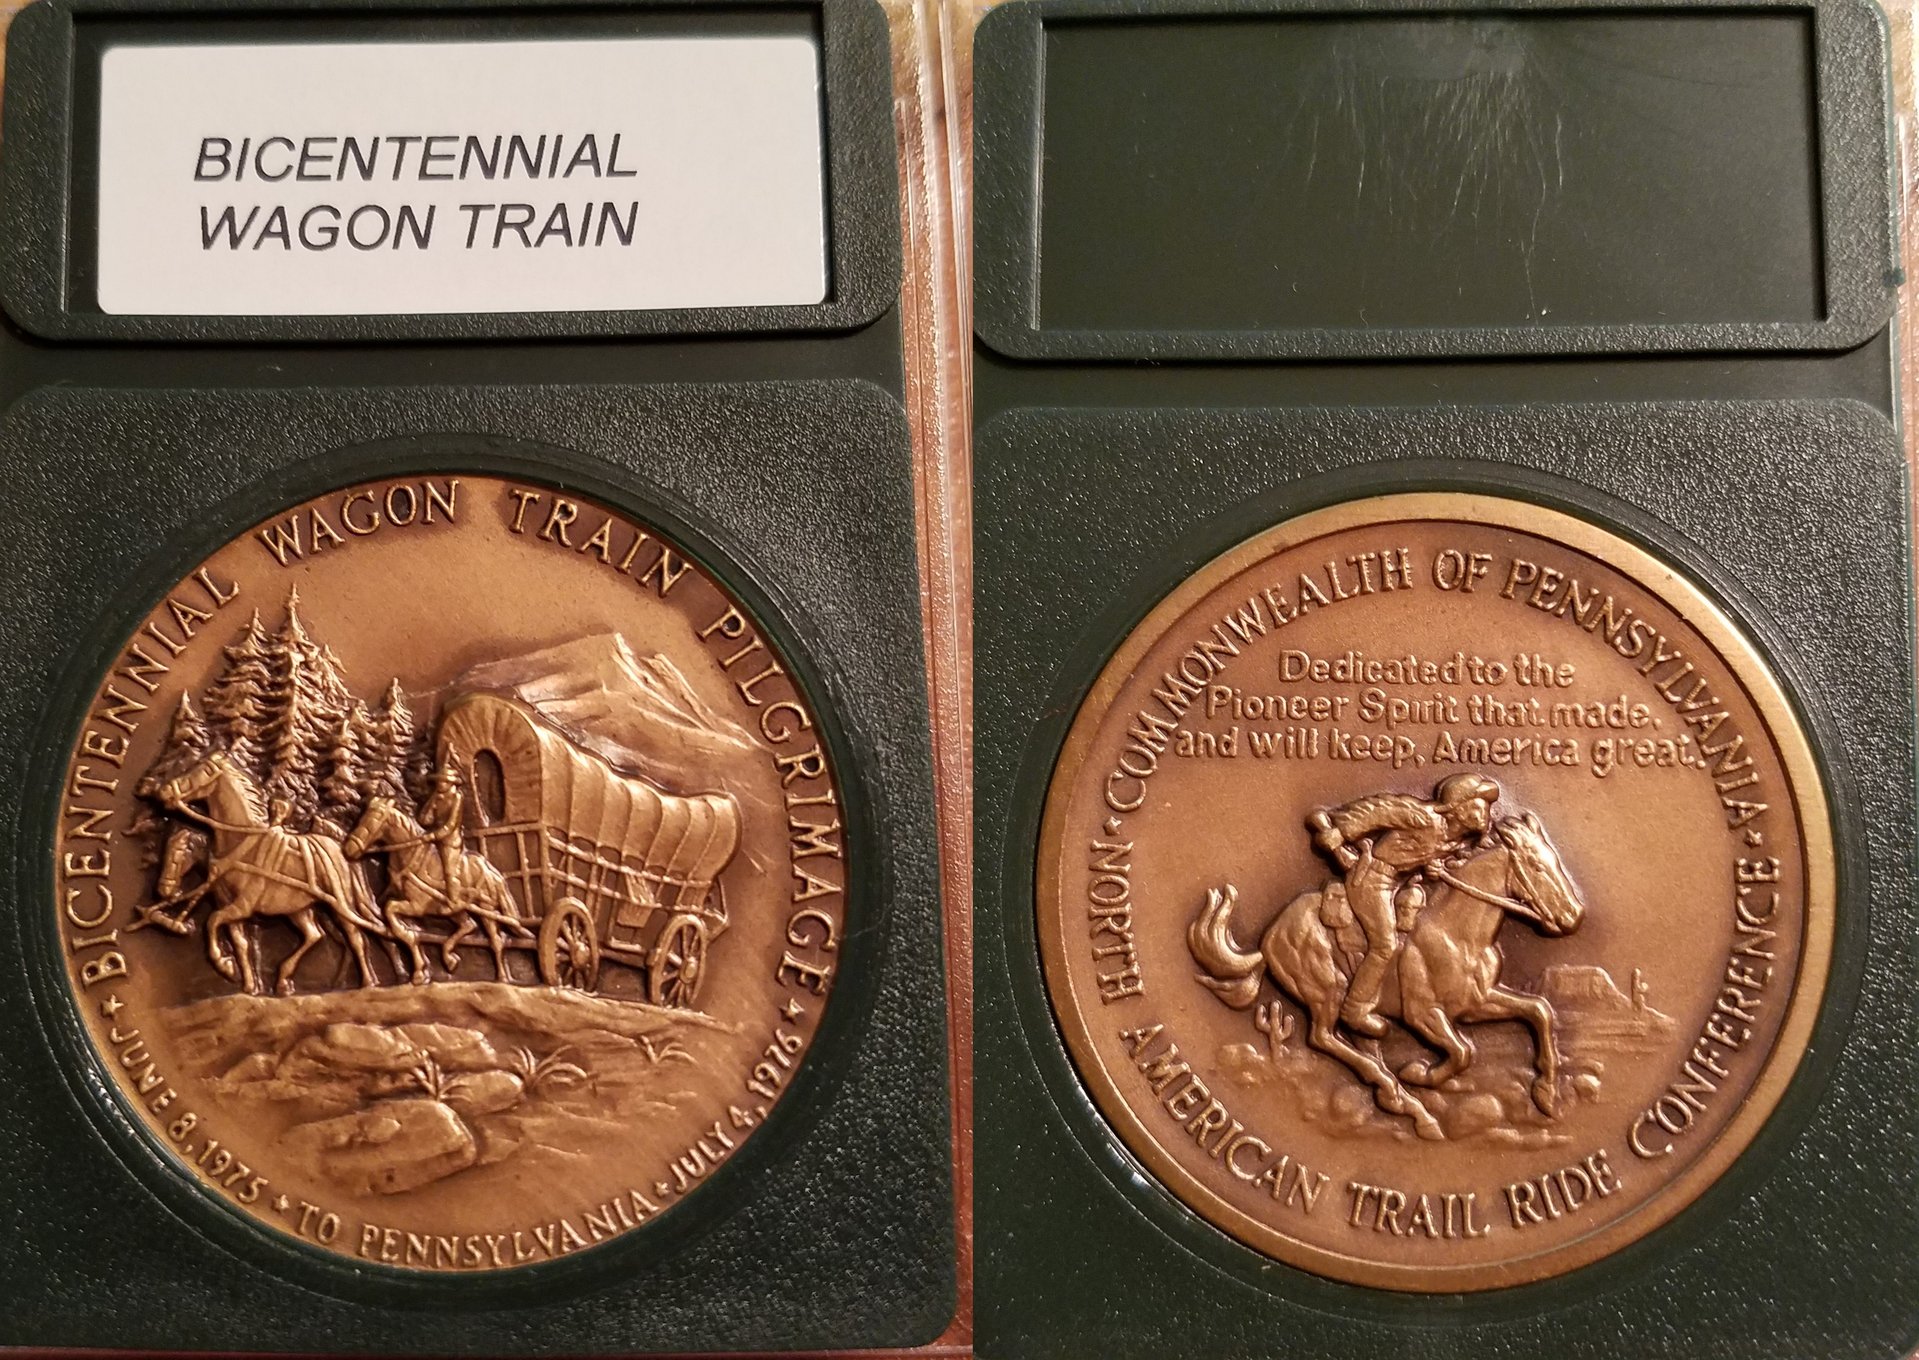 BICENTENNIAL
WAGON TRAIN
BICENTENNIAL WAGON TRAIN PILGRIMAGE
★ JUNE 8, 1975 ★ TO PENNSYLVANIA ★ JULY 4, 1976 ★
COMMONWEALTH OF PENNSYLVANIA
Dedicated to the
Pioneer Spirit that made,
and will keep, America great.
• NORTH AMERICAN TRAIL RIDE CONFERENCE •